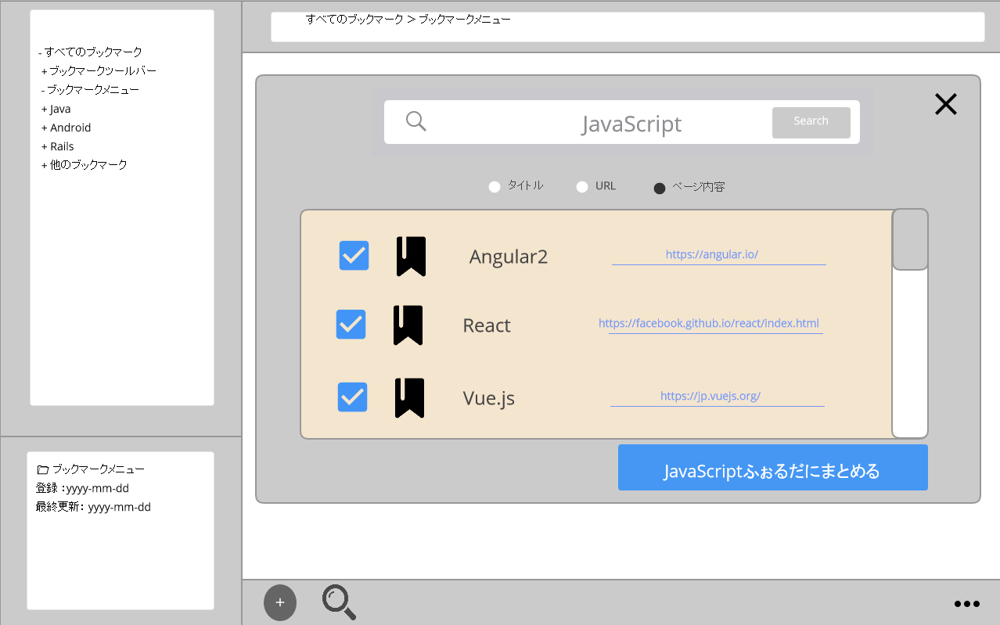 - すべてのブックマーク
+ ブックマークツールバー
- ブックマークメニュー
+ Java
+ Android
+ Rails
+ 他のブックマーク
ブックマークメニュー
登録：yyyy-mm-dd
最終更新： yyyy-mm-dd
すべてのブックマーク > ブックマークメニュー
JavaScript
Search
タイトル
URL
ページ内容
Angular2 https://angular.io/
React https://facebook.github.io/react/index.html
Vue.js https://jp.vuejs.org/
JavaScriptふぉるだにまとめる